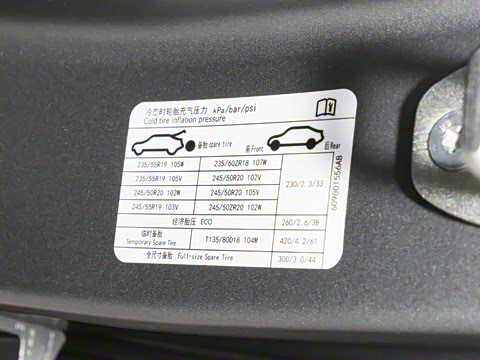 冷态时轮胎充气压力 kPa/bar/psi
Cold tire inflation pressure
备胎 spare tire 前Front 后Rear
235/55R19 105W 235/60ZR18 107W
235/55R19 105V 245/50R20 102V
245/50R20 102W 245/50R20 105V
245/55R19 103V 245/50ZR20 102W
230/2.3/33
经济胎压 ECO 260/2.6/38
临时备胎
Temporary Spare Tire T135/80D18 104M 420/4.2/61
全尺寸备胎 Full-size Spare Tire 300/3.0/44
609001556AB